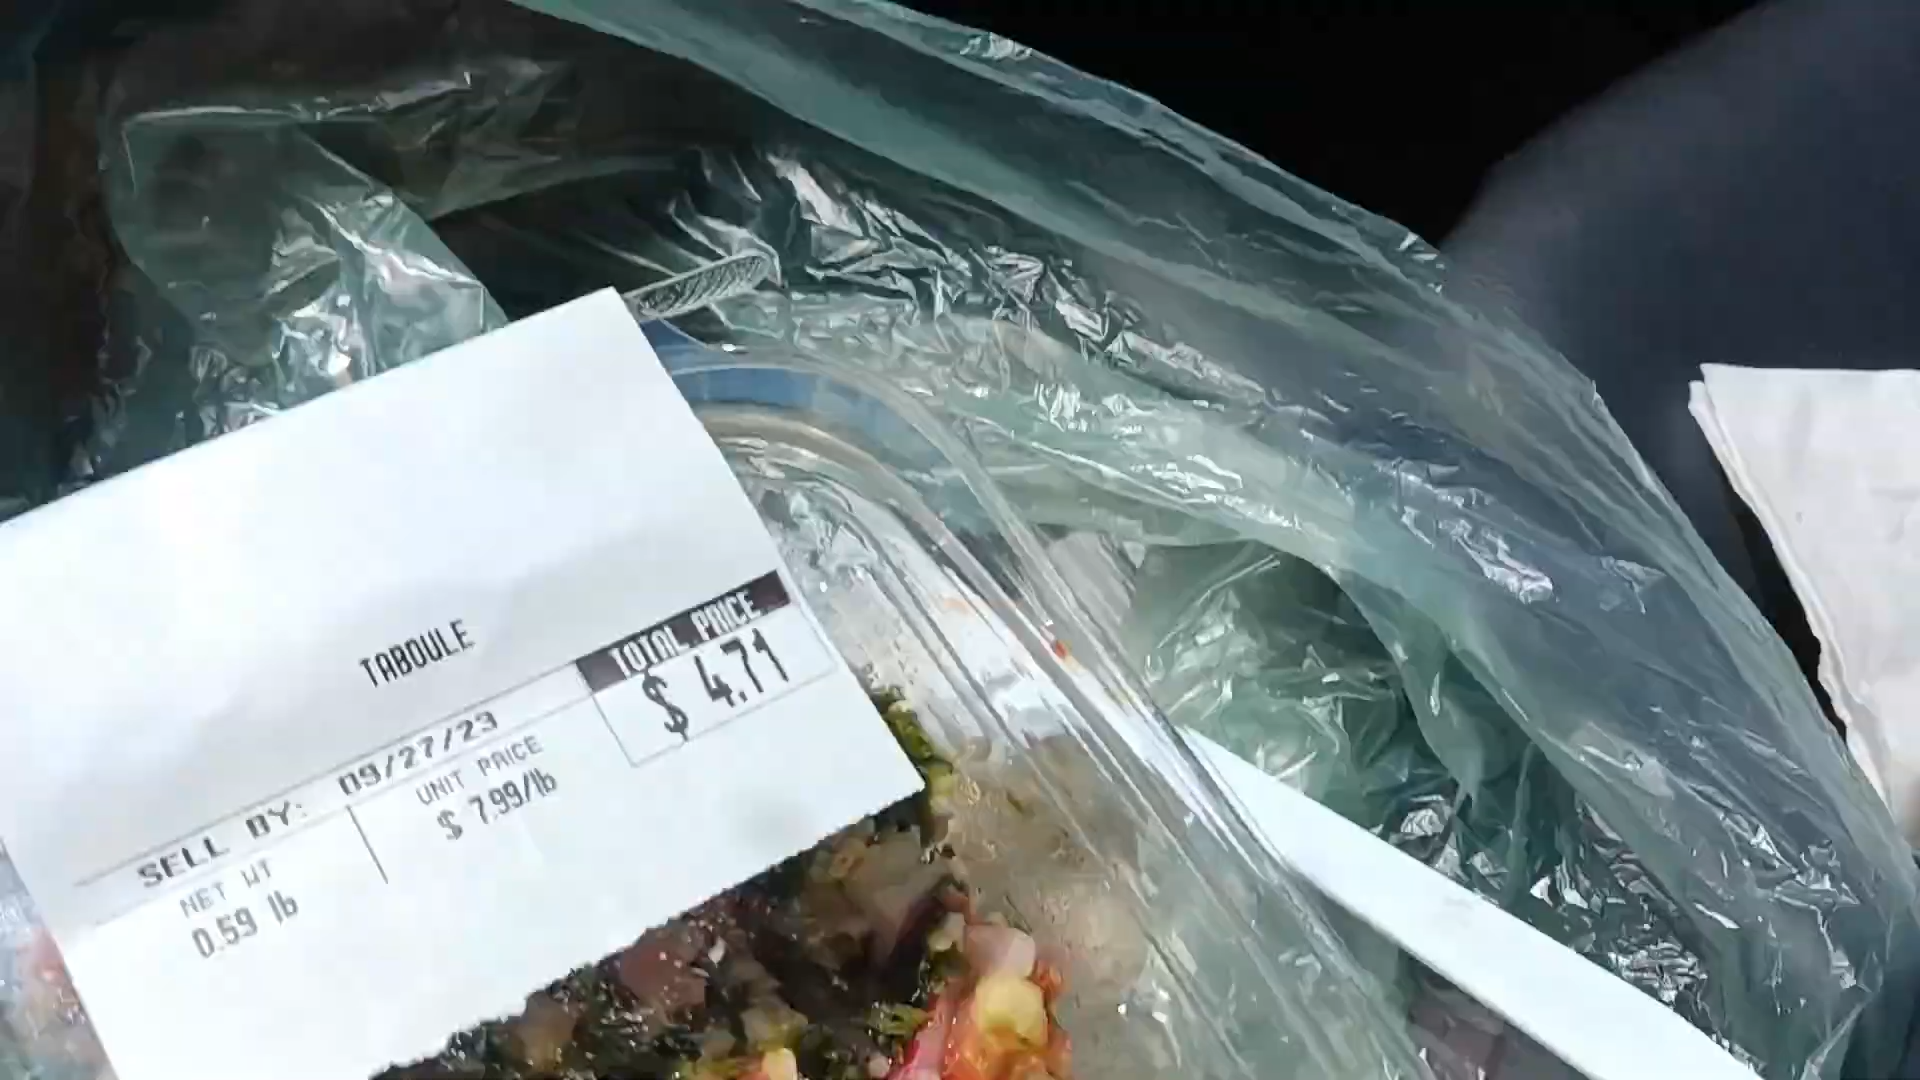 TABOULE
TOTAL PRICE
$ 4.71
SELL BY: 09/27/23
NET WT
UNIT PRICE
0.59 lb
$ 7.99/lb